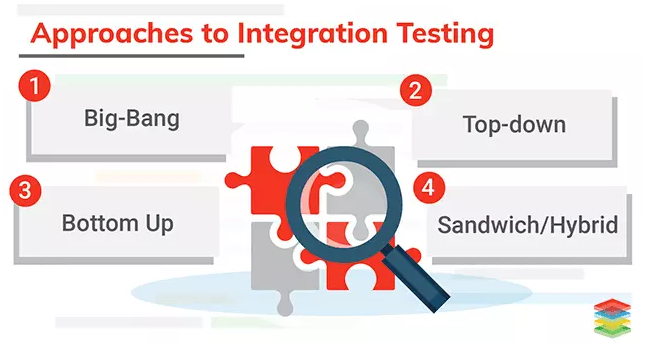 Approaches to Integration Testing
1
Big-Bang
2
Top-down
3
Bottom Up
4
Sandwich/Hybrid